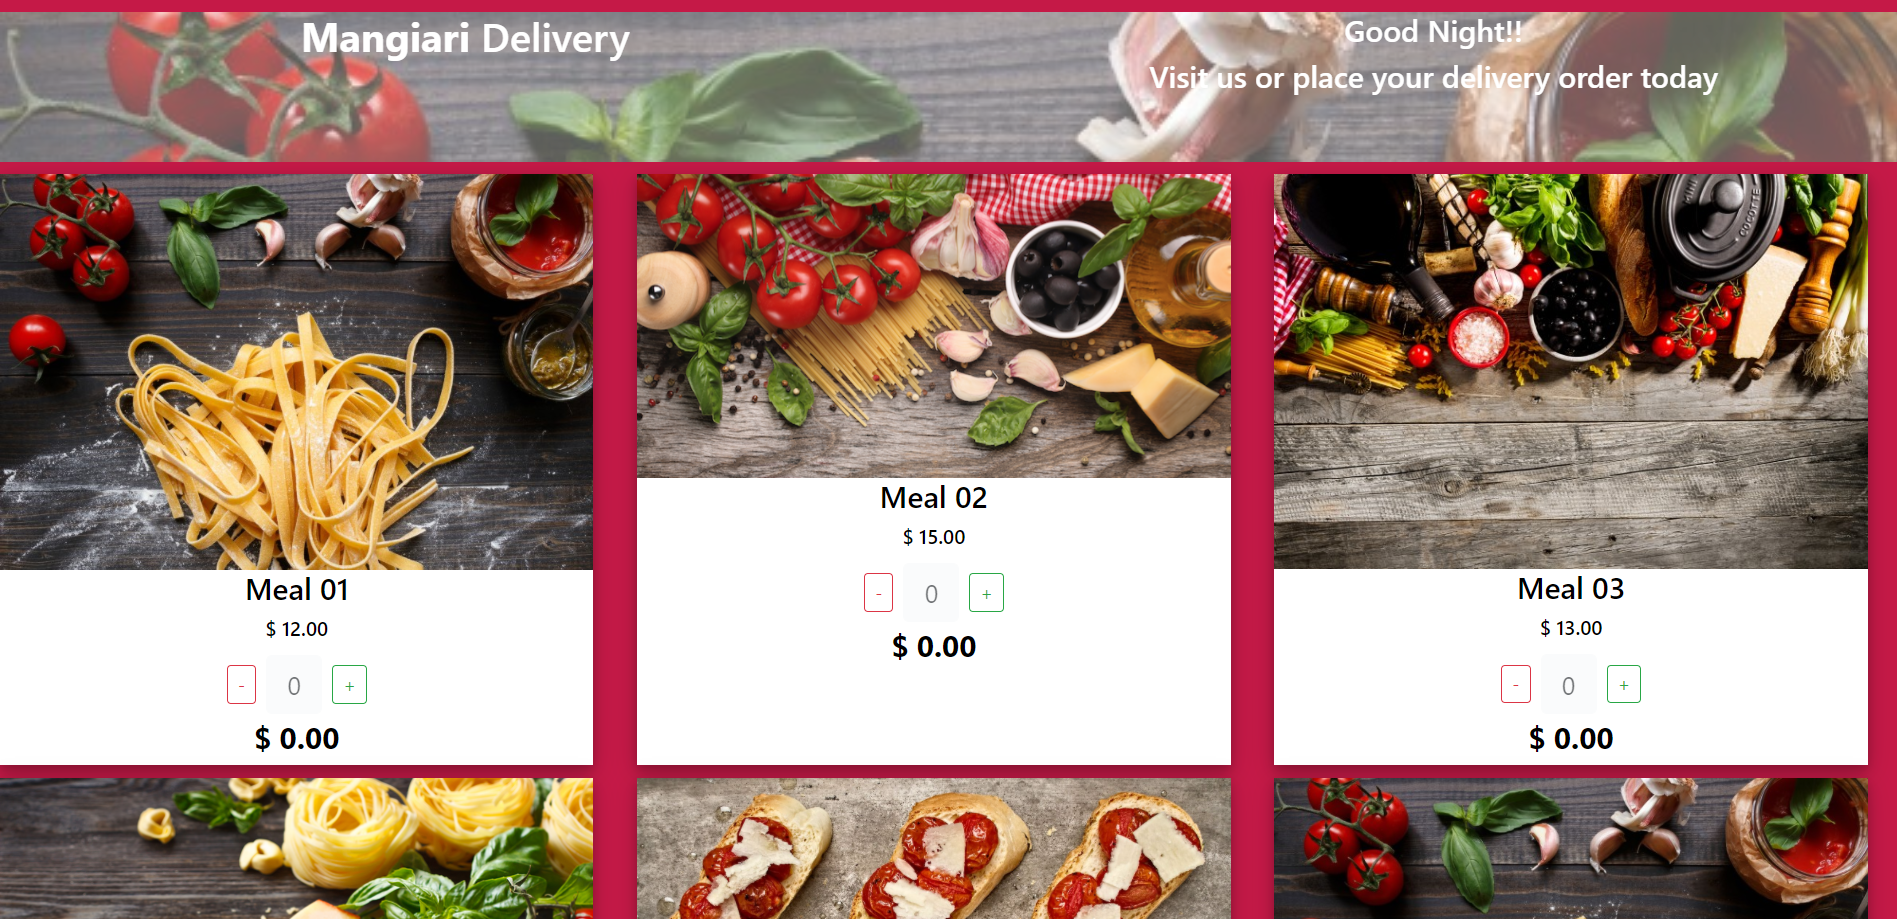 Mangiari Delivery
Good Night!!
Visit us or place your delivery order today
Meal 01
$ 12.00
- 0 +
$ 0.00
Meal 02
$ 15.00
- 0 +
$ 0.00
COCOTTE
Meal 03
$ 13.00
- 0 +
$ 0.00